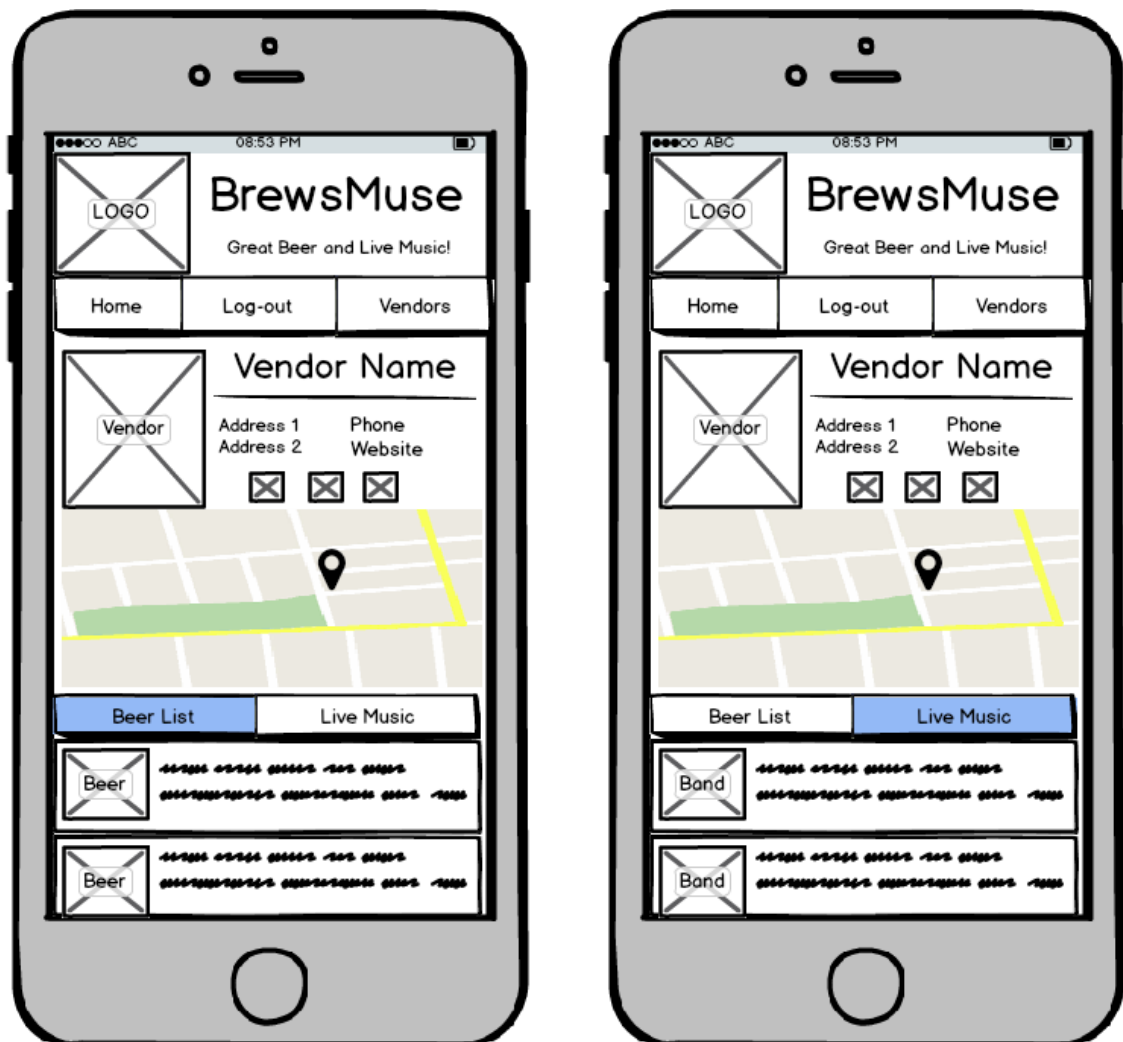 ABC 08:53 PM
LOGO
BrewsMuse
Great Beer and Live Music!
Home Log-out Vendors
Vendor
Vendor Name
Address 1 Phone
Address 2 Website
Beer List Live Music
Beer
Beer
ABC 08:53 PM
LOGO
BrewsMuse
Great Beer and Live Music!
Home Log-out Vendors
Vendor
Vendor Name
Address 1 Phone
Address 2 Website
Beer List Live Music
Band
Band